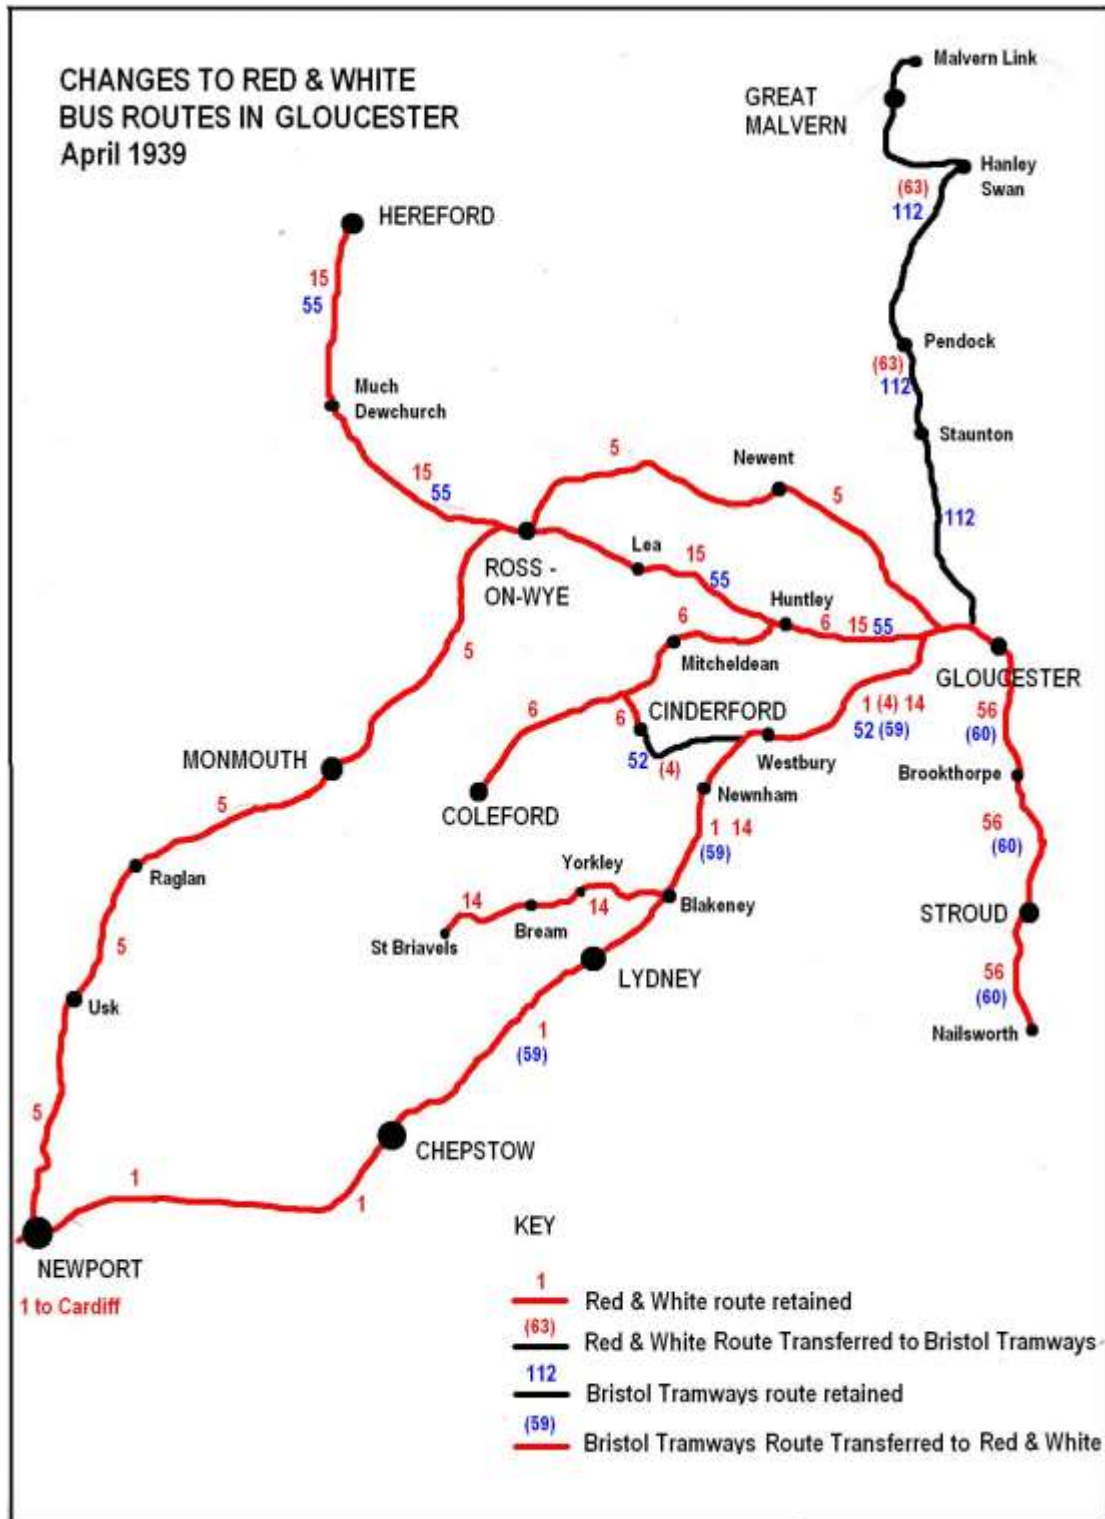 CHANGES TO RED & WHITE
BUS ROUTES IN GLOUCESTER
April 1939
Malvern Link
GREAT
MALVERN
Hanley
Swan
(63)
112
HEREFORD
15
55
Pendock
(63)
112
Much
Dewchurch
Staunton
5
Newent
15
55
5
112
Lea
15
55
ROSS -
ON-WYE
Huntley
6
6 15 55
5
Mitcheldean
GLOUCESTER
6
6
CINDERFORD
1 (4) 14
52 (59)
56
(60)
MONMOUTH
52
(4)
Westbury
Brookthorpe
Newnham
COLEFORD
5
1 14
(59)
56
(60)
Yorkley
Raglan
14
14
Blakeney
Bream
STROUD
St Briavels
5
LYDNEY
56
(60)
Usk
1
(59)
Nailsworth
5
CHEPSTOW
1
1
KEY
NEWPORT
1 to Cardiff
1
Red & White route retained
(63)
Red & White Route Transferred to Bristol Tramways
112
Bristol Tramways route retained
(59)
Bristol Tramways Route Transferred to Red & White